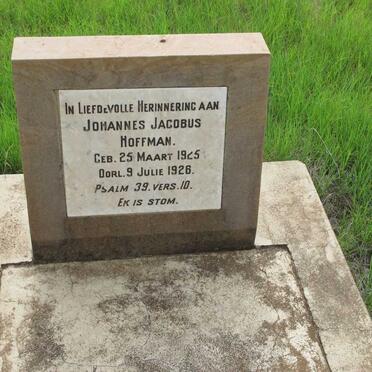 In Liefdevolle Herinnering aan
Johannes Jacobus
Hoffman.
Geb. 25 Maart 1925
Oorl. 9 Julie 1926.
Psalm 39. vers. 10.
Ek is stom.